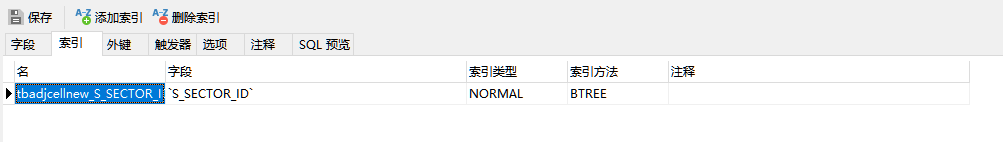 保存 添加索引 删除索引
字段 索引 外键 触发器 选项 注释 SQL 预览
名 字段 索引类型 索引方法 注释
tbadjcellnew_S_SECTOR_I `S_SECTOR_ID` NORMAL BTREE